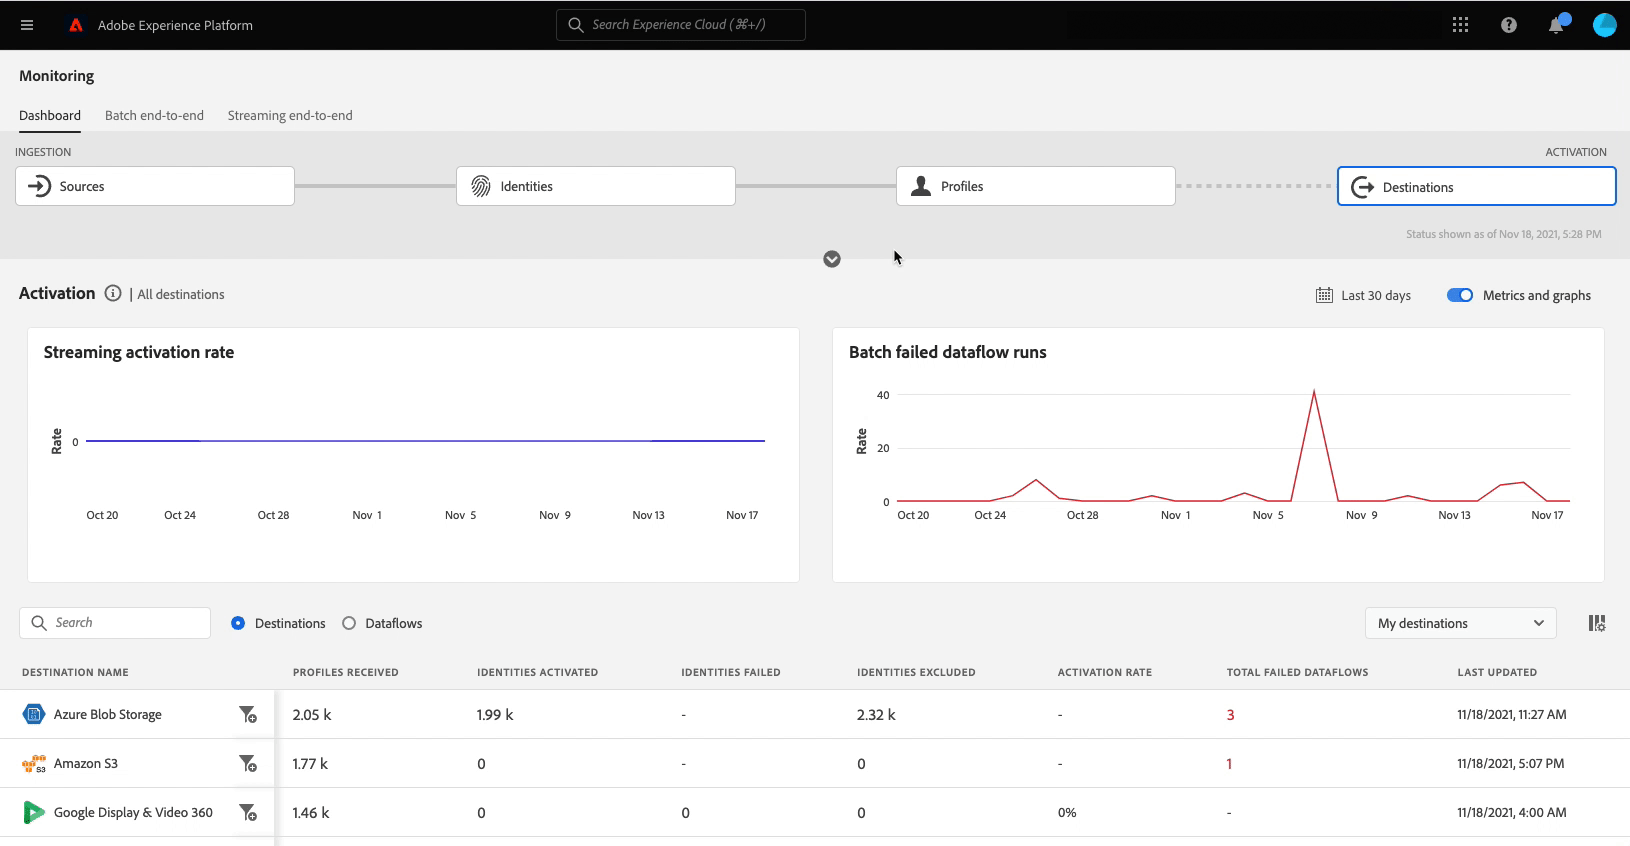 Adobe Experience Platform
Search Experience Cloud (⌘+/)
Monitoring
Dashboard Batch end-to-end Streaming end-to-end
INGESTION ACTIVATION
Sources Identities Profiles Destinations
Status shown as of Nov 18, 2021, 5:28 PM
Activation | All destinations Last 30 days Metrics and graphs
Streaming activation rate
Rate
0
Oct 20 Oct 24 Oct 28 Nov 1 Nov 5 Nov 9 Nov 13 Nov 17
Batch failed dataflow runs
Rate
40
20
0
Oct 20 Oct 24 Oct 28 Nov 1 Nov 5 Nov 9 Nov 13 Nov 17
Search Destinations Dataflows My destinations
DESTINATION NAME PROFILES RECEIVED IDENTITIES ACTIVATED IDENTITIES FAILED IDENTITIES EXCLUDED ACTIVATION RATE TOTAL FAILED DATAFLOWS LAST UPDATED
Azure Blob Storage 2.05 k 1.99 k - 2.32 k - 3 11/18/2021, 11:27 AM
S3 Amazon S3 1.77 k 0 - 0 - 1 11/18/2021, 5:07 PM
Google Display & Video 360 1.46 k 0 0 0 0% - 11/18/2021, 4:00 AM